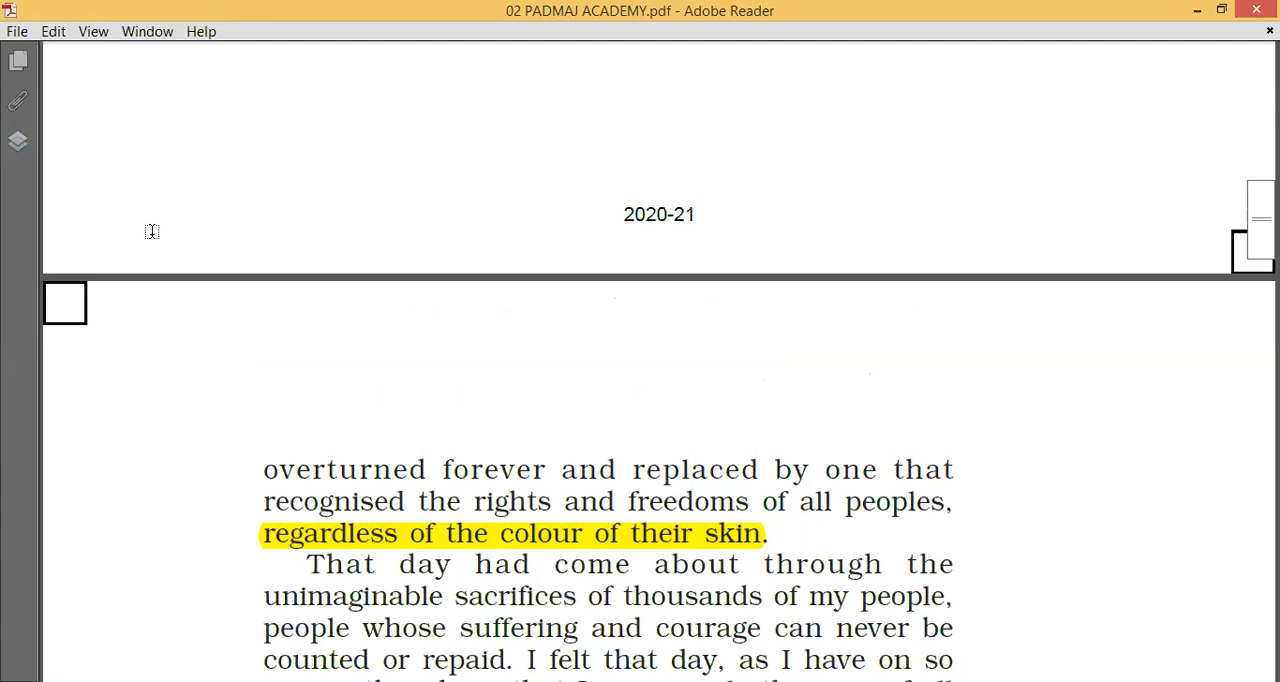 02 PADMAJ ACADEMY.pdf - Adobe Reader
File Edit View Window Help
2020-21
overturned forever and replaced by one that
recognised the rights and freedoms of all peoples,
regardless of the colour of their skin.
That day had come about through the
unimaginable sacrifices of thousands of my people,
people whose suffering and courage can never be
counted or repaid. I felt that day, as I have on so